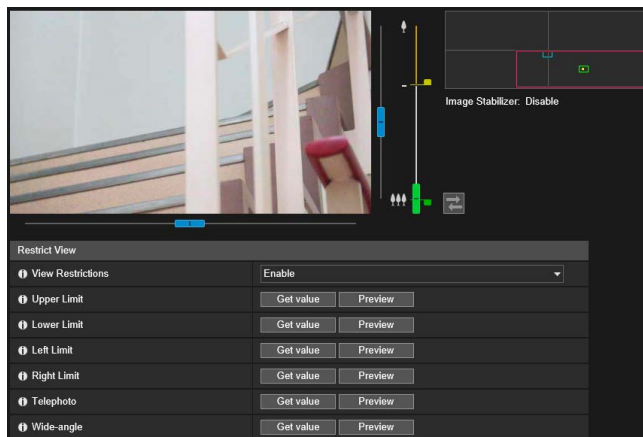 Image Stabilizer: Disable
Restrict View
View Restrictions Enable
Upper Limit Get value Preview
Lower Limit Get value Preview
Left Limit Get value Preview
Right Limit Get value Preview
Telephoto Get value Preview
Wide-angle Get value Preview